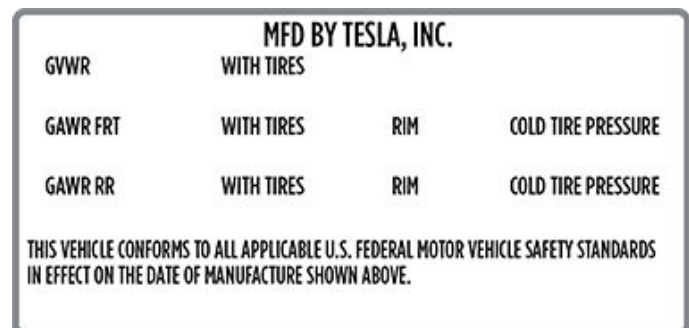 MFD BY TESLA, INC.
GVWR WITH TIRES
GAWR FRT WITH TIRES RIM COLD TIRE PRESSURE
GAWR RR WITH TIRES RIM COLD TIRE PRESSURE
THIS VEHICLE CONFORMS TO ALL APPLICABLE U.S. FEDERAL MOTOR VEHICLE SAFETY STANDARDS
IN EFFECT ON THE DATE OF MANUFACTURE SHOWN ABOVE.